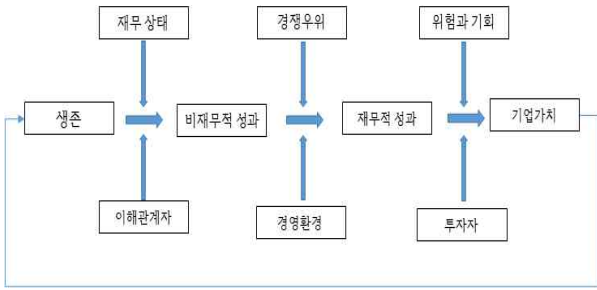 재무 상태
경쟁우위
위험과 기회
생존
비재무적 성과
재무적 성과
기업가치
이해관계자
경영환경
투자자